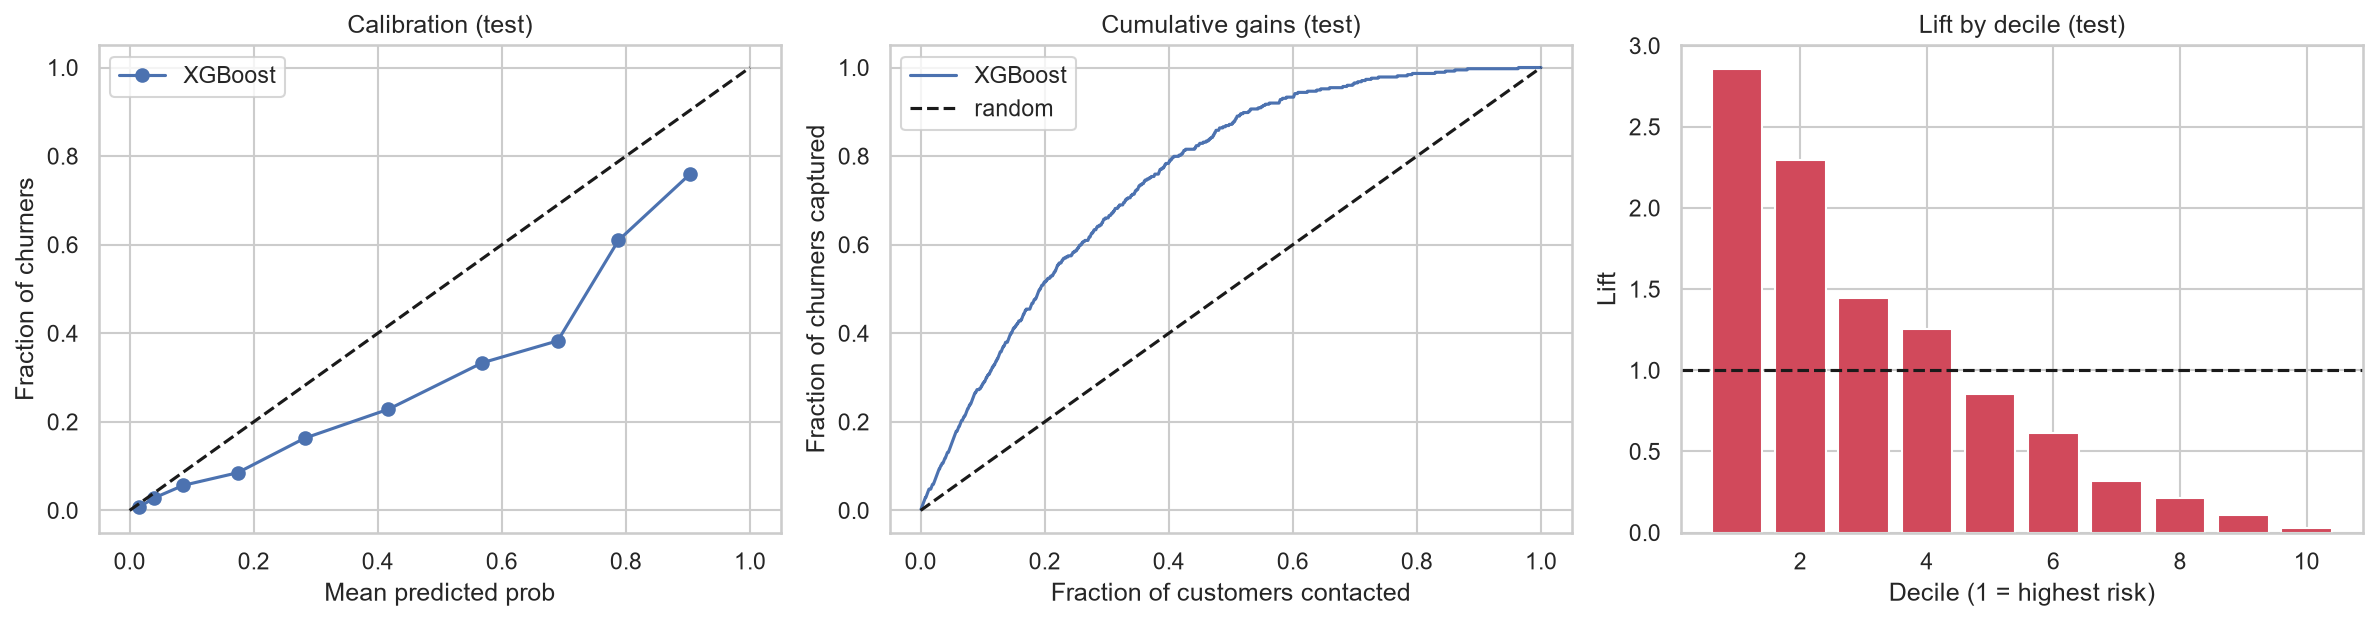 Calibration (test)
XGBoost
1.0
0.8
0.6
0.4
0.2
0.0
Fraction of churners
0.0 0.2 0.4 0.6 0.8 1.0
Mean predicted prob
Cumulative gains (test)
XGBoost
random
1.0
0.8
0.6
0.4
0.2
0.0
Fraction of churners captured
0.0 0.2 0.4 0.6 0.8 1.0
Fraction of customers contacted
Lift by decile (test)
3.0
2.5
2.0
1.5
1.0
0.5
0.0
Lift
2 4 6 8 10
Decile (1 = highest risk)